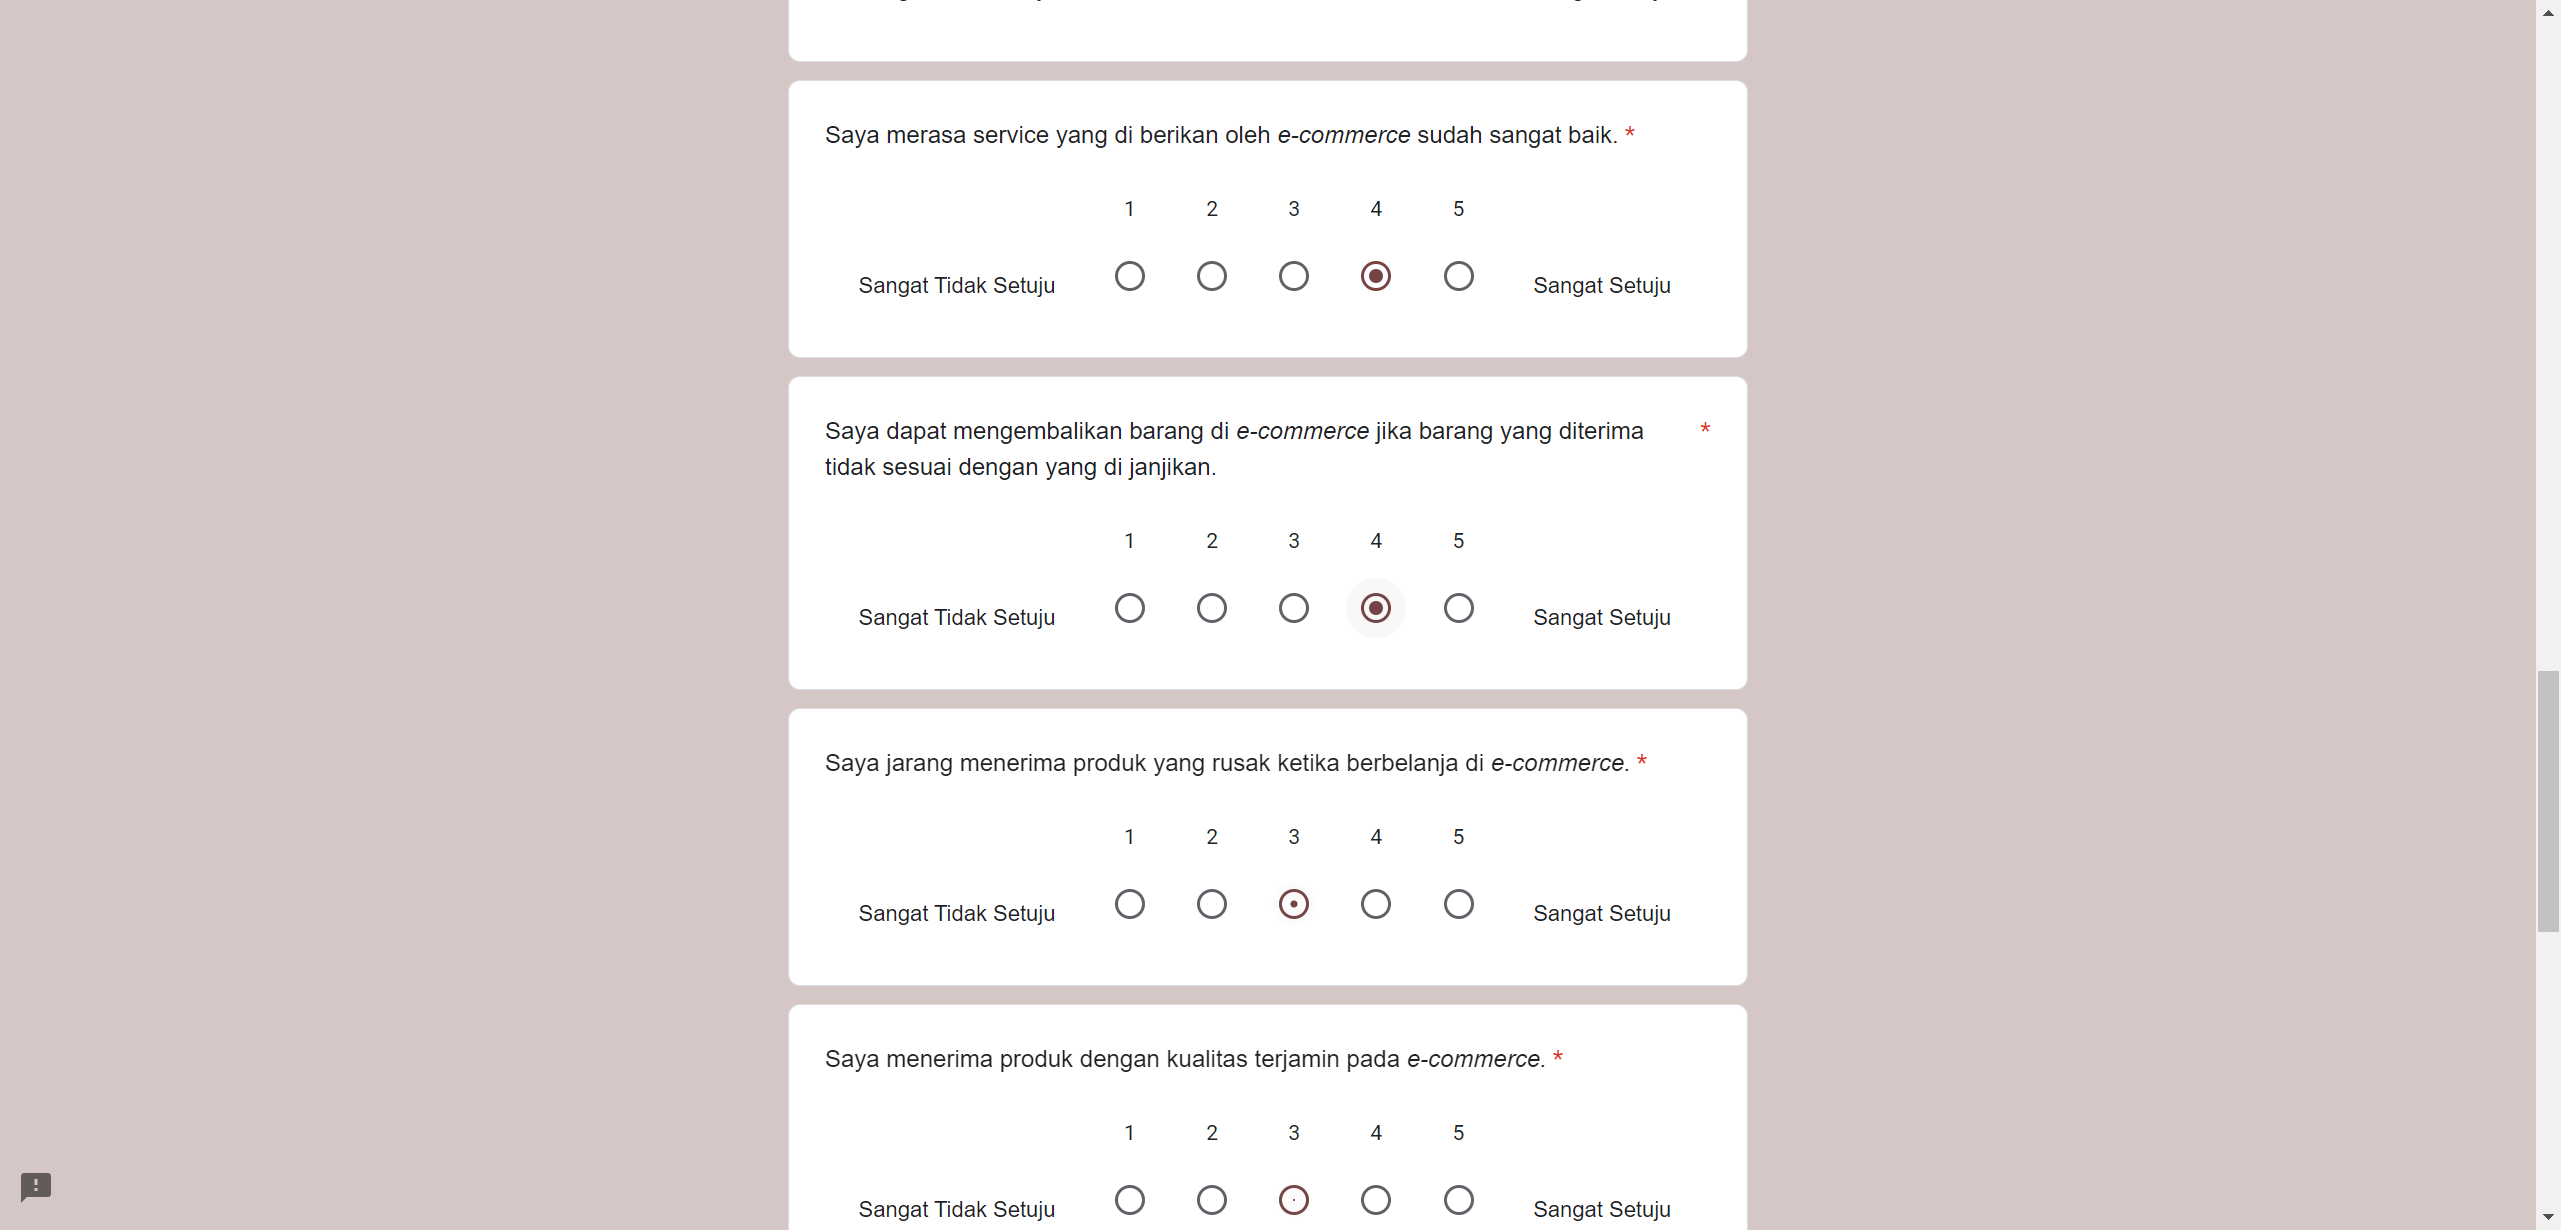 Saya merasa service yang di berikan oleh e-commerce sudah sangat baik. *
1 2 3 4 5
Sangat Tidak Setuju Sangat Setuju
Saya dapat mengembalikan barang di e-commerce jika barang yang diterima *
tidak sesuai dengan yang di janjikan.
1 2 3 4 5
Sangat Tidak Setuju Sangat Setuju
Saya jarang menerima produk yang rusak ketika berbelanja di e-commerce. *
1 2 3 4 5
Sangat Tidak Setuju Sangat Setuju
Saya menerima produk dengan kualitas terjamin pada e-commerce. *
1 2 3 4 5
Sangat Tidak Setuju Sangat Setuju